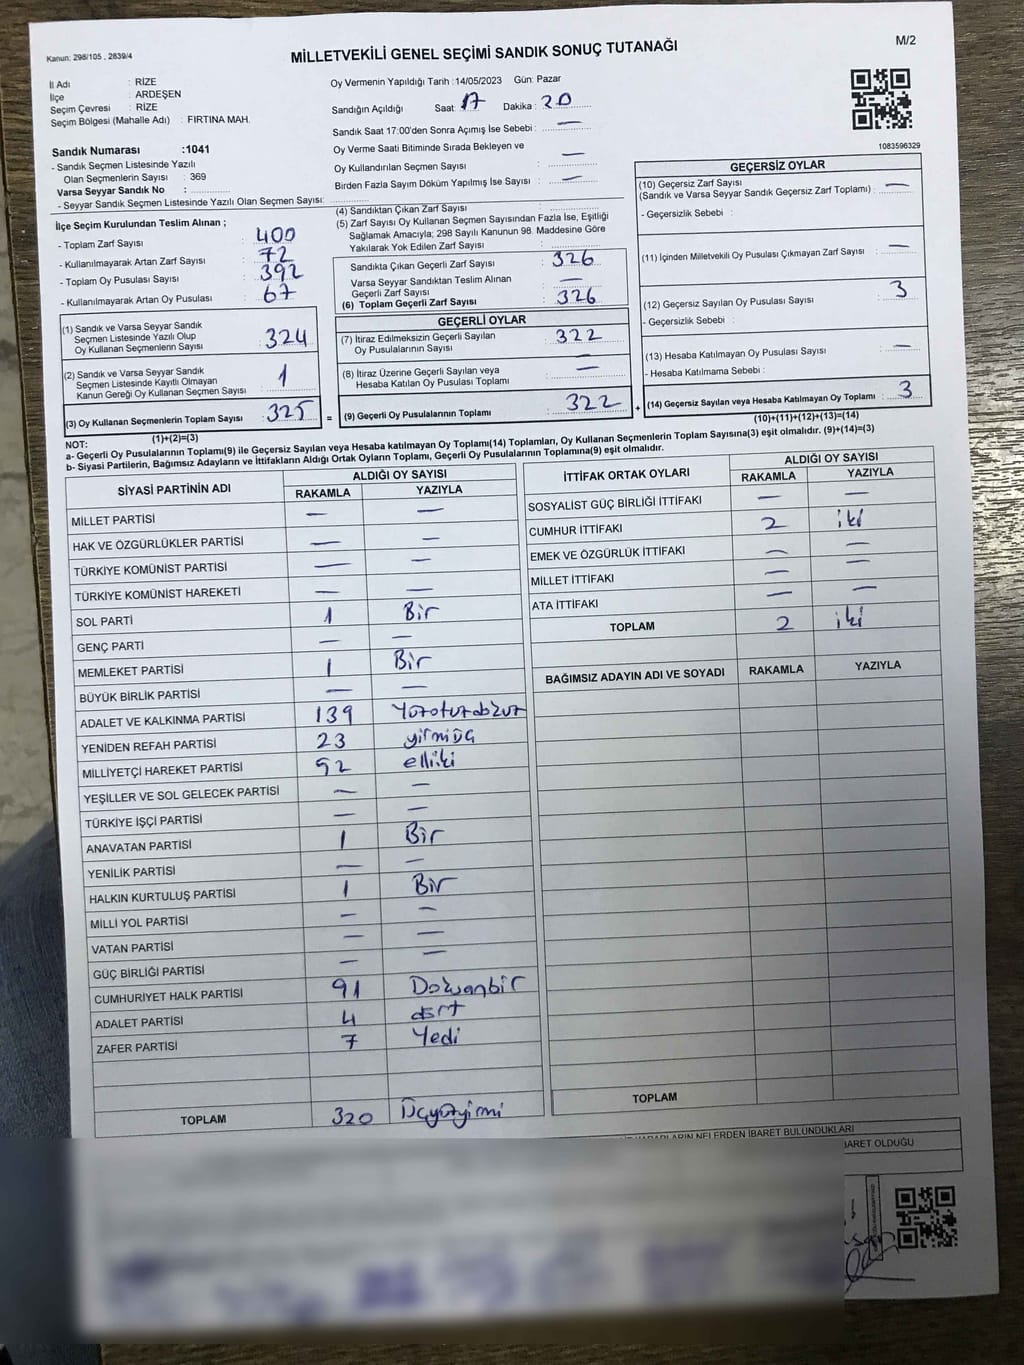 Kanun: 298/105 , 2839/4
MİLLETVEKİLİ GENEL SEÇİMİ SANDIK SONUÇ TUTANAĞI
M/2
İl Adı : RİZE
İlçe : ARDEŞEN
Seçim Çevresi : RİZE
Seçim Bölgesi (Mahalle Adı) : FIRTINA MAH.
Oy Vermenin Yapıldığı Tarih :14/05/2023 Gün: Pazar
Sandığın Açıldığı Saat: 17 Dakika: 20
Sandık Saat 17:00'den Sonra Açımış İse Sebebi : —
Oy Verme Saati Bitiminde Sırada Bekleyen ve
Oy Kullandırılan Seçmen Sayısı : —
Birden Fazla Sayım Döküm Yapılmış İse Sayısı : —
1083596329
Sandık Numarası :1041
- Sandık Seçmen Listesinde Yazılı
Olan Seçmenlerin Sayısı : 369
Varsa Seyyar Sandık No :
- Seyyar Sandık Seçmen Listesinde Yazılı Olan Seçmen Sayısı:
İlçe Seçim Kurulundan Teslim Alınan ;
- Toplam Zarf Sayısı : 400
- Kullanılmayarak Artan Zarf Sayısı : 72
- Toplam Oy Pusulası Sayısı : 392
- Kullanılmayarak Artan Oy Pusulası : 67
(1) Sandık ve Varsa Seyyar Sandık
Seçmen Listesinde Yazılı Olup
Oy Kullanan Seçmenlerin Sayısı : 324
(2) Sandık ve Varsa Seyyar Sandık
Seçmen Listesinde Kayıtlı Olmayan
Kanun Gereği Oy Kullanan Seçmen Sayısı : 1
(3) Oy Kullanan Seçmenlerin Toplam Sayısı : 325
(1)+(2)=(3)
(4) Sandıktan Çıkan Zarf Sayısı :
(5) Zarf Sayısı Oy Kullanan Seçmen Sayısından Fazla İse, Eşitliği
Sağlamak Amacıyla; 298 Sayılı Kanunun 98. Maddesine Göre
Yakılarak Yok Edilen Zarf Sayısı :
Sandıkta Çıkan Geçerli Zarf Sayısı : 326
Varsa Seyyar Sandıktan Teslim Alınan
Geçerli Zarf Sayısı : —
(6) Toplam Geçerli Zarf Sayısı : 326
GEÇERLİ OYLAR
(7) İtiraz Edilmeksizin Geçerli Sayılan
Oy Pusulalarının Sayısı : 322
(8) İtiraz Üzerine Geçerli Sayılan veya
Hesaba Katılan Oy Pusulası Toplamı : —
= (9) Geçerli Oy Pusulalarının Toplamı : 322 +
GEÇERSİZ OYLAR
(10) Geçersiz Zarf Sayısı
(Sandık ve Varsa Seyyar Sandık Geçersiz Zarf Toplamı) : —
- Geçersizlik Sebebi :
(11) İçinden Milletvekili Oy Pusulası Çıkmayan Zarf Sayısı : —
(12) Geçersiz Sayılan Oy Pusulası Sayısı : 3
- Geçersizlik Sebebi :
(13) Hesaba Katılmayan Oy Pusulası Sayısı : —
- Hesaba Katılmama Sebebi :
(14) Geçersiz Sayılan veya Hesaba Katılmayan Oy Toplamı : 3
(10)+(11)+(12)+(13)=(14)
NOT:
a- Geçerli Oy Pusulalarının Toplamı(9) ile Geçersiz Sayılan veya Hesaba katılmayan Oy Toplamı(14) Toplamları, Oy Kullanan Seçmenlerin Toplam Sayısına(3) eşit olmalıdır. (9)+(14)=(3)
b- Siyasi Partilerin, Bağımsız Adayların ve İttifakların Aldığı Ortak Oyların Toplamı, Geçerli Oy Pusulalarının Toplamına(9) eşit olmalıdır.
SİYASİ PARTİNİN ADI ALDIĞI OY SAYISI
RAKAMLA YAZIYLA
MİLLET PARTİSİ — —
HAK VE ÖZGÜRLÜKLER PARTİSİ — —
TÜRKİYE KOMÜNİST PARTİSİ — —
TÜRKİYE KOMÜNİST HAREKETİ — —
SOL PARTİ 1 Bir
GENÇ PARTİ — —
MEMLEKET PARTİSİ 1 Bir
BÜYÜK BİRLİK PARTİSİ — —
ADALET VE KALKINMA PARTİSİ 139 Yüzotuzdokuz
YENİDEN REFAH PARTİSİ 23 yirmiüç
MİLLİYETÇİ HAREKET PARTİSİ 52 elliiki
YEŞİLLER VE SOL GELECEK PARTİSİ — —
TÜRKİYE İŞÇİ PARTİSİ — —
ANAVATAN PARTİSİ 1 Bir
YENİLİK PARTİSİ — —
HALKIN KURTULUŞ PARTİSİ 1 Bir
MİLLİ YOL PARTİSİ — —
VATAN PARTİSİ — —
GÜÇ BİRLİĞİ PARTİSİ — —
CUMHURİYET HALK PARTİSİ 91 Doksanbir
ADALET PARTİSİ 4 dört
ZAFER PARTİSİ 7 Yedi
TOPLAM 320 Üçyüzyirmi
İTTİFAK ORTAK OYLARI ALDIĞI OY SAYISI
RAKAMLA YAZIYLA
SOSYALİST GÜÇ BİRLİĞİ İTTİFAKI — —
CUMHUR İTTİFAKI 2 iki
EMEK VE ÖZGÜRLÜK İTTİFAKI — —
MİLLET İTTİFAKI — —
ATA İTTİFAKI — —
TOPLAM 2 iki
BAĞIMSIZ ADAYIN ADI VE SOYADI RAKAMLA YAZIYLA
TOPLAM
NELERDEN İBARET BULUNDUKLARI
OLDUĞU